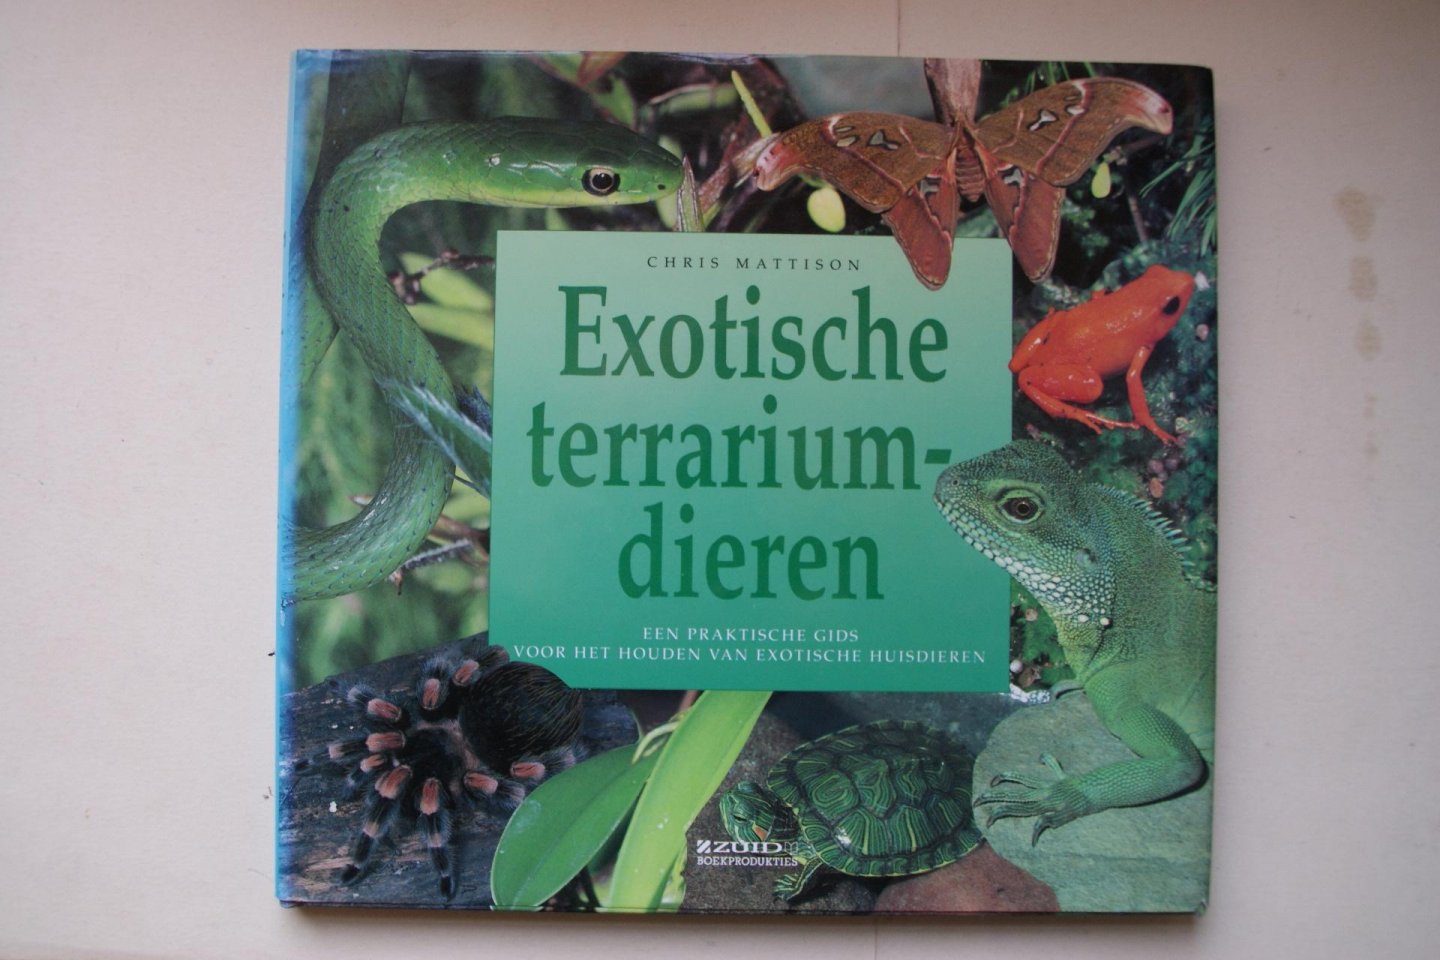 CHRIS MATTISON
Exotische
terrarium-
dieren
EEN PRAKTISCHE GIDS
VOOR HET HOUDEN VAN EXOTISCHE HUISDIEREN
ZUID
BOEKPRODUKTIES